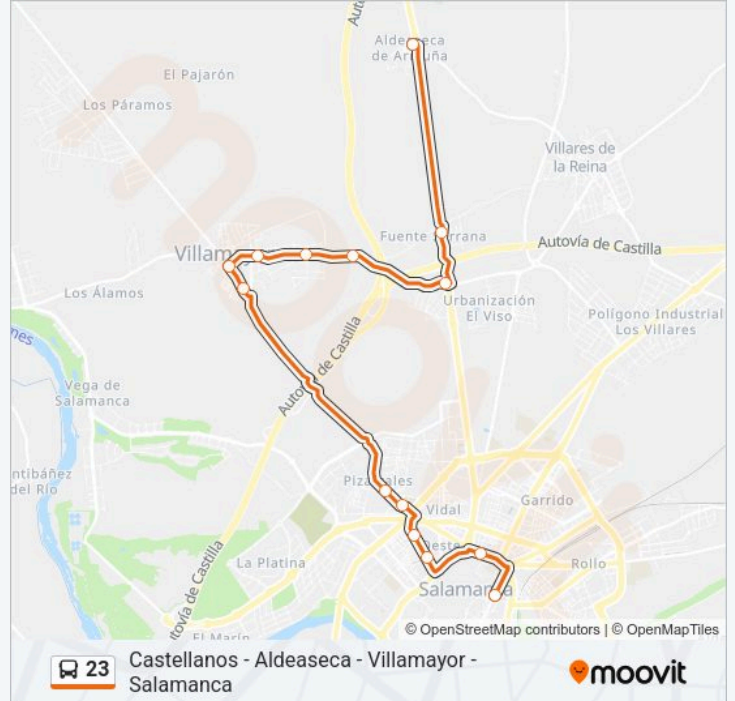 Aldeaseca
de Armuña
El Pajarón
Los Páramos
Villares de
la Reina
Fuente Serrana
Autovía de Castilla
Villamayor
Los Álamos
Urbanización
El Viso
Polígono Industrial
Los Villares
Autovía de Castilla
Vega de
Salamanca
Pizarrales
Garrido
Vidal
Oeste
La Platina
Rollo
Salamanca
Autovía de Castilla
El Marín
© OpenStreetMap contributors | © OpenMapTiles
23
Castellanos - Aldeaseca - Villamayor -
Salamanca
moovit